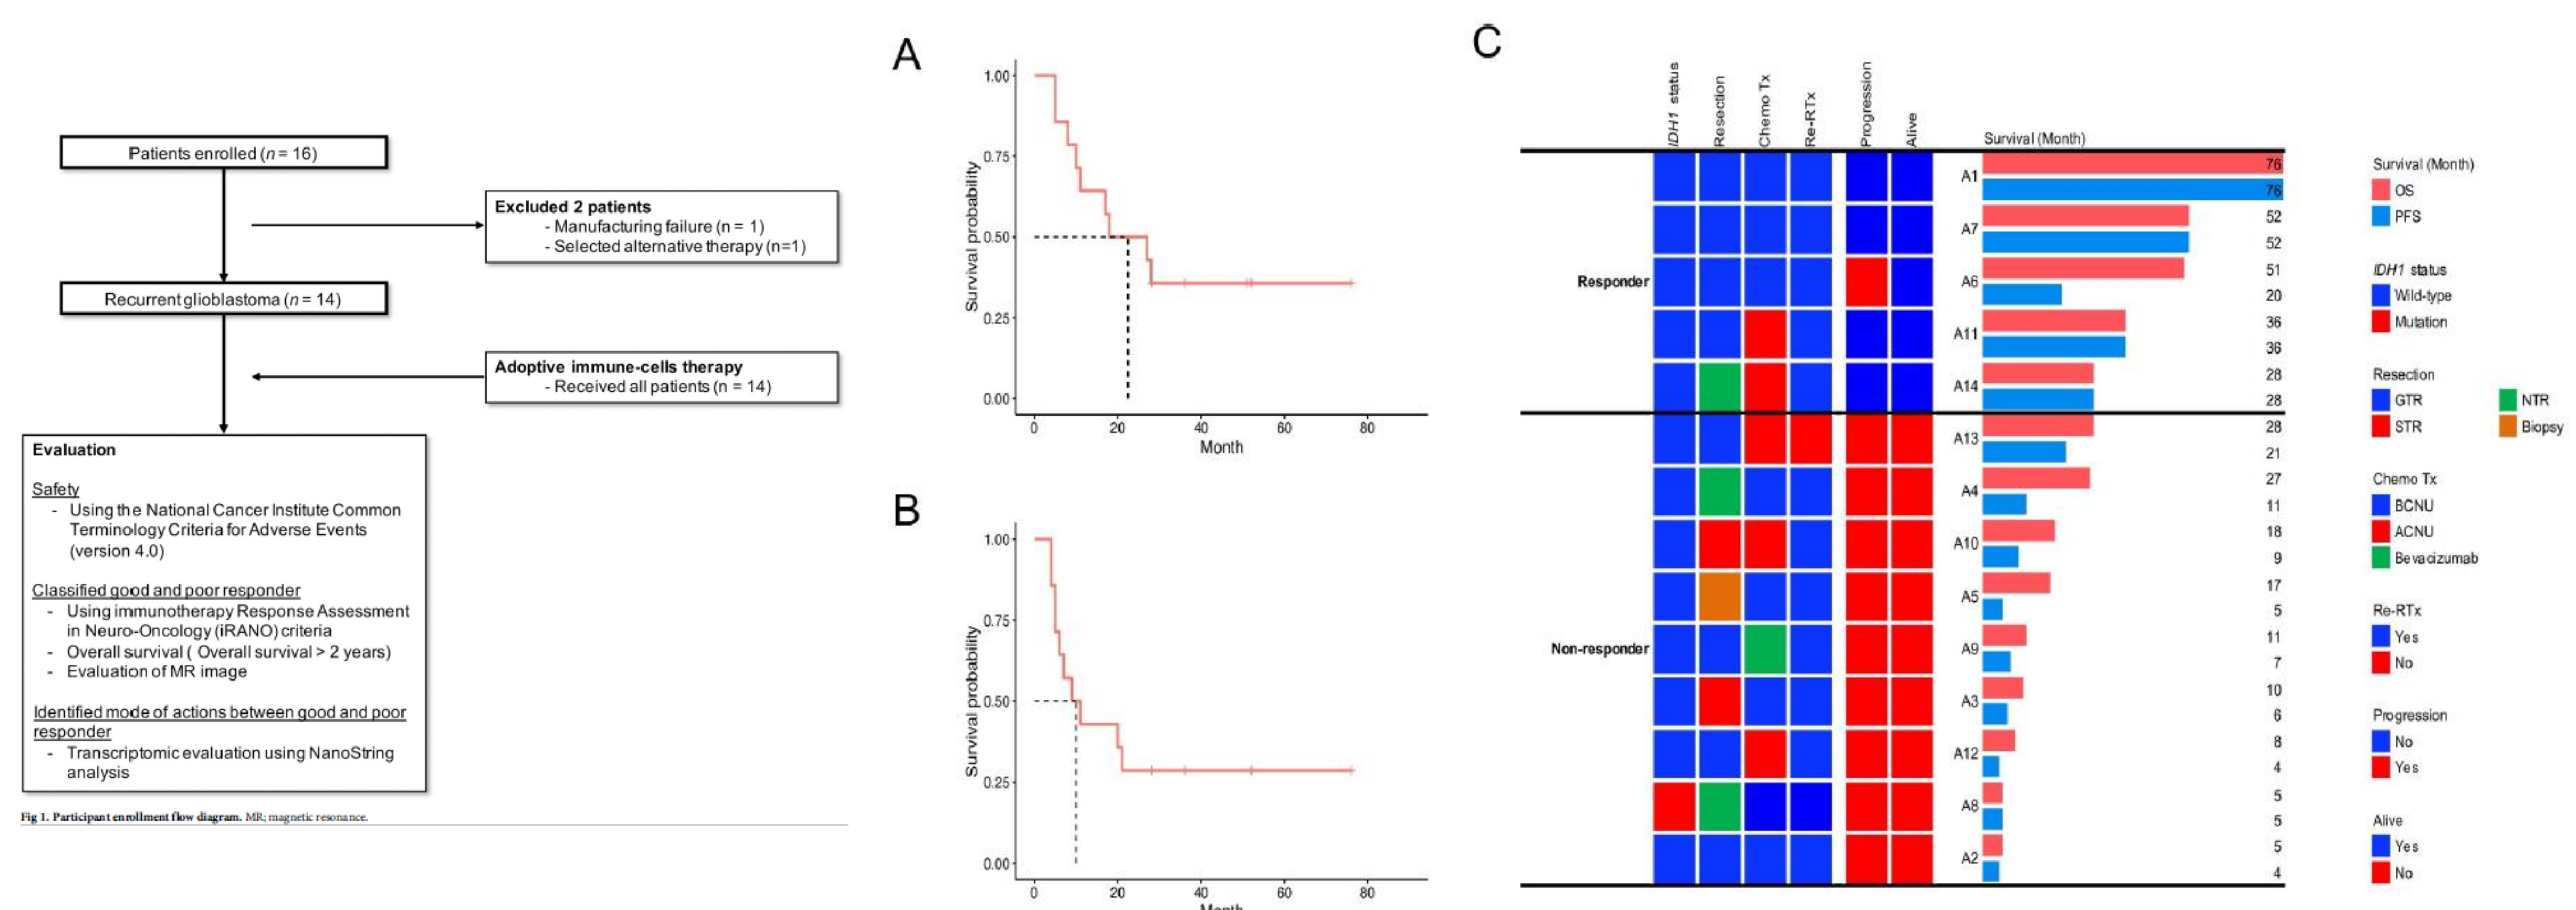 Patients enrolled (n = 16)
Excluded 2 patients
- Manufacturing failure (n = 1)
- Selected alternative therapy (n=1)
Recurrent glioblastoma (n = 14)
Adoptive immune-cells therapy
- Received all patients (n = 14)
Evaluation
Safety
- Using the National Cancer Institute Common
Terminology Criteria for Adverse Events
(version 4.0)
Classified good and poor responder
- Using immunotherapy Response Assessment
in Neuro-Oncology (iRANO) criteria
- Overall survival ( Overall survival > 2 years)
- Evaluation of MR image
Identified mode of actions between good and poor
responder
- Transcriptomic evaluation using NanoString
analysis
Fig 1. Participant enrollment flow diagram. MR; magnetic resonance.
A
Survival probability
1.00
0.75
0.50
0.25
0.00
0 20 40 60 80
Month
B
Survival probability
1.00
0.75
0.50
0.25
0.00
0 20 40 60 80
Month
C
IDH1 status
Resection
Chemo Tx
Re-RTx
Progression
Alive
Survival (Month)
Responder
A1 76
76
A7 52
52
A6 51
20
A11 36
36
A14 28
28
Non-responder
A13 28
21
A4 27
11
A10 18
9
A5 17
5
A9 11
7
A3 10
6
A12 8
4
A8 5
5
A2 5
4
Survival (Month)
OS
PFS
IDH1 status
Wild-type
Mutation
Resection
GTR NTR
STR Biopsy
Chemo Tx
BCNU
ACNU
Bevacizumab
Re-RTx
Yes
No
Progression
No
Yes
Alive
Yes
No